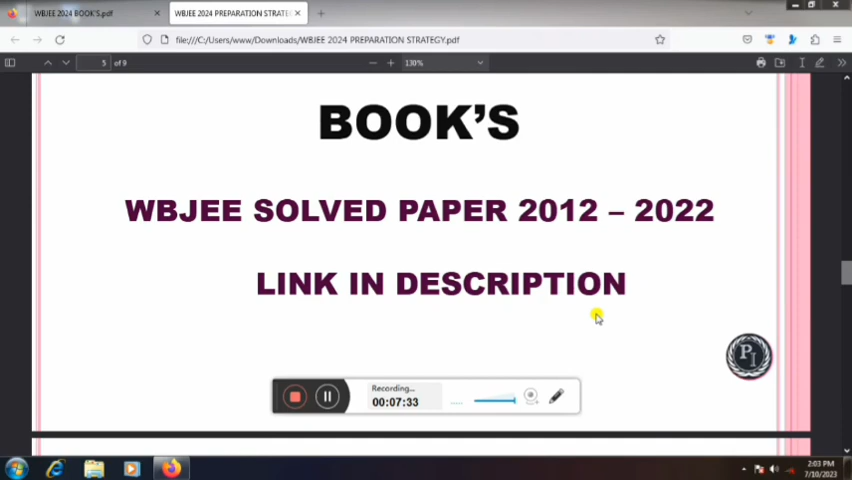 WBJEE 2024 BOOK'S.pdf
WBJEE 2024 PREPARATION STRATE
file:///C:/Users/www/Downloads/WBJEE 2024 PREPARATION STRATEGY.pdf
5 of 9
130%
BOOK'S
WBJEE SOLVED PAPER 2012 – 2022
LINK IN DESCRIPTION
PI
Recording...
00:07:33
2:03 PM
7/10/2023